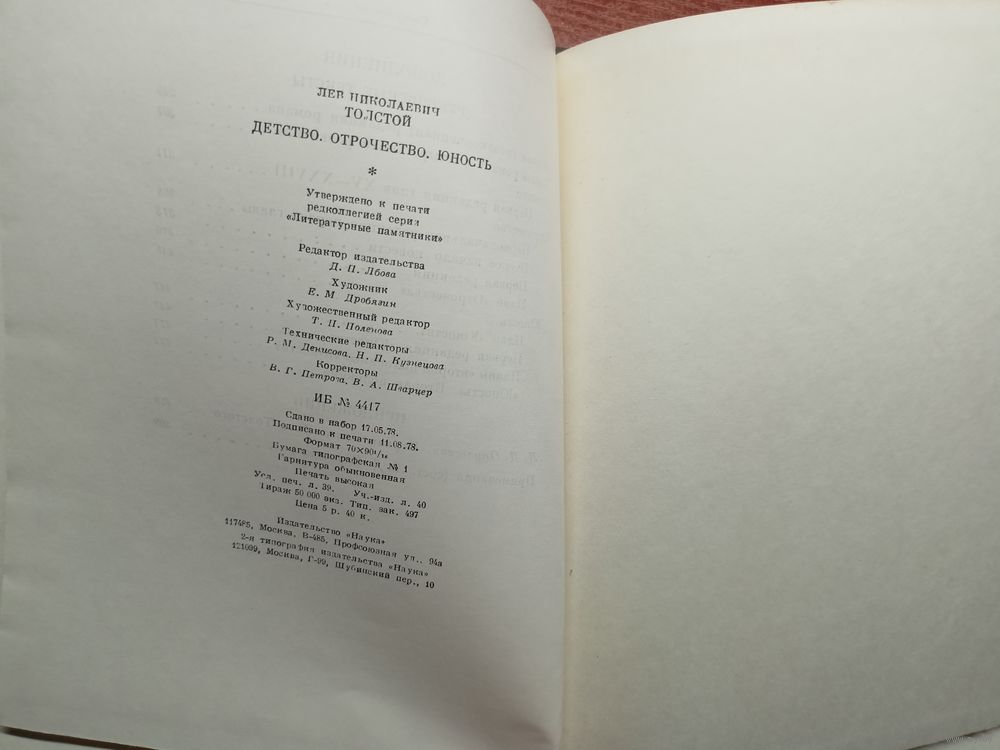 ЛЕВ НИКОЛАЕВИЧ
ТОЛСТОЙ
ДЕТСТВО. ОТРОЧЕСТВО. ЮНОСТЬ
*
Утверждено к печати
редколлегией серии
«Литературные памятники»
Редактор издательства
Д. П. Лбова
Художник
Е. М. Дробязин
Художественный редактор
Т. П. Поленова
Технические редакторы
Р. М. Денисова, Н. П. Кузнецова
Корректоры
В. Г. Петрова, В. А. Шварцер
ИБ № 4417
Сдано в набор 17.05.78.
Подписано к печати 11.08.78.
Формат 70×90¹/₁₆
Бумага типографская № 1
Гарнитура обыкновенная
Печать высокая
Усл. печ. л. 39. Уч.-изд. л. 40
Тираж 50 000 экз. Тип. зак. 497
Цена 5 р. 40 к.
Издательство «Наука»
117485, Москва, В-485, Профсоюзная ул., 94а
2-я типография издательства «Наука»
121099, Москва, Г-99, Шубинский пер., 10